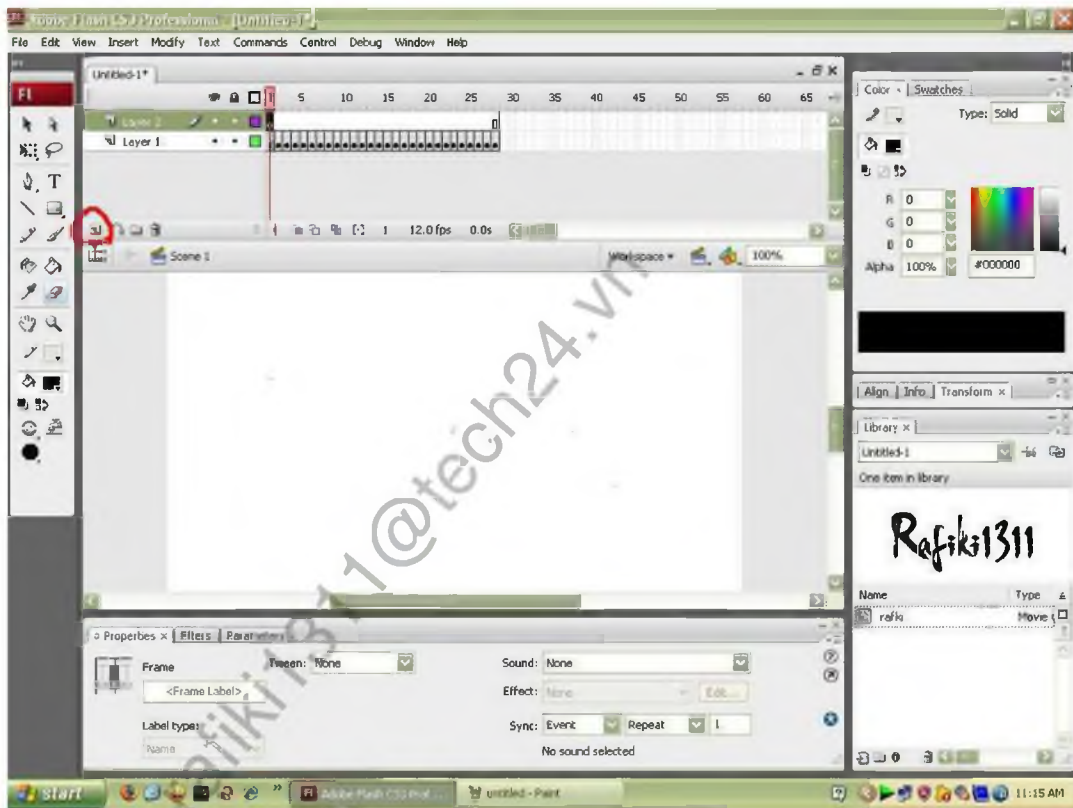 Adobe Flash CS3 Professional - [Untitled-1*]
File Edit View Insert Modify Text Commands Control Debug Window Help
Untitled-1*
Fl
1 5 10 15 20 25 30 35 40 45 50 55 60 65
Layer 2
Layer 1
1 12.0 fps 0.0s
Scene 1
Workspace
100%
Color Swatches
Type: Solid
R 0
G 0
B 0
Alpha 100%
#000000
Align Info Transform x
Library x
Untitled-1
One item in library
Rafiki1311
Name Type
rafki Movie
Properties x Filters Parameters
Frame
<Frame Label>
Label type:
Name
Tween: None
Sound: None
Effect: None Edit...
Sync: Event Repeat 1
No sound selected
rafiki1311@tech24.vn
start
Adobe Flash CS3 Prof...
untitled - Paint
11:15 AM